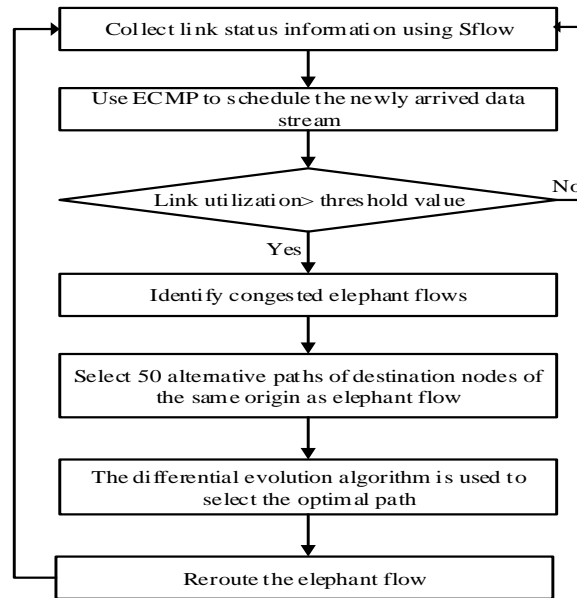 Collect link status information using Sflow
Use ECMP to schedule the newly arrived data
stream
Link utilization> threshold value
No
Yes
Identify congested elephant flows
Select 50 alternative paths of destination nodes of
the same origin as elephant flow
The differential evolution algorithm is used to
select the optimal path
Reroute the elephant flow